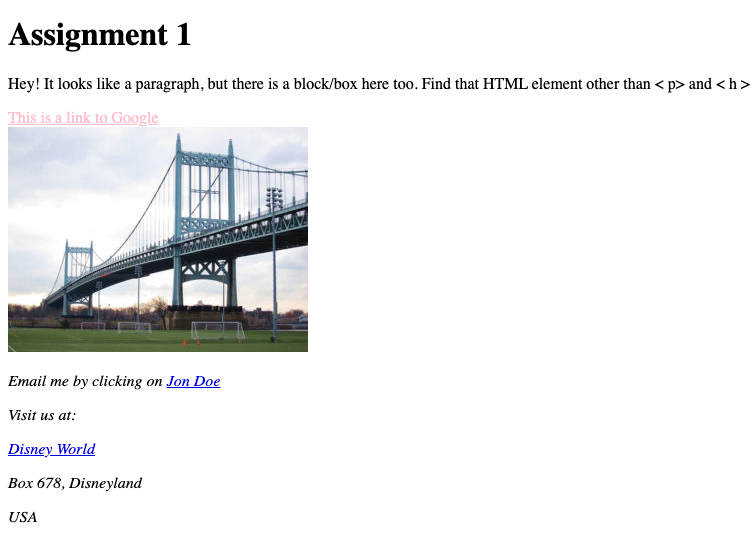 Assignment 1
Hey! It looks like a paragraph, but there is a block/box here too. Find that HTML element other than < p> and < h >
This is a link to Google
Email me by clicking on Jon Doe
Visit us at:
Disney World
Box 678, Disneyland
USA